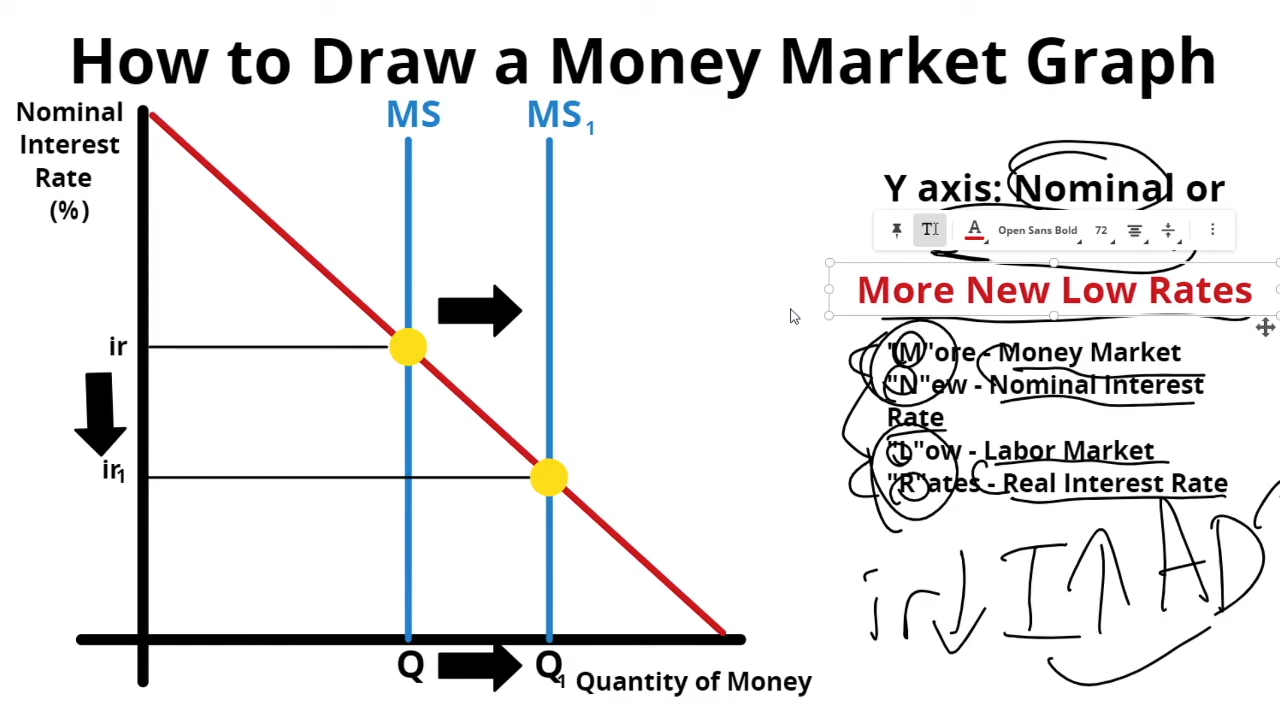 How to Draw a Money Market Graph
Nominal
Interest
Rate
(%)
MS
MS1
Y axis: Nominal or
Open Sans Bold
72
More New Low Rates
"M"ore - Money Market
"N"ew - Nominal Interest
Rate
"L"ow - Labor Market
"R"ates - Real Interest Rate
ir
ir1
ir↓ I↑ AD
Q
Q1
Quantity of Money